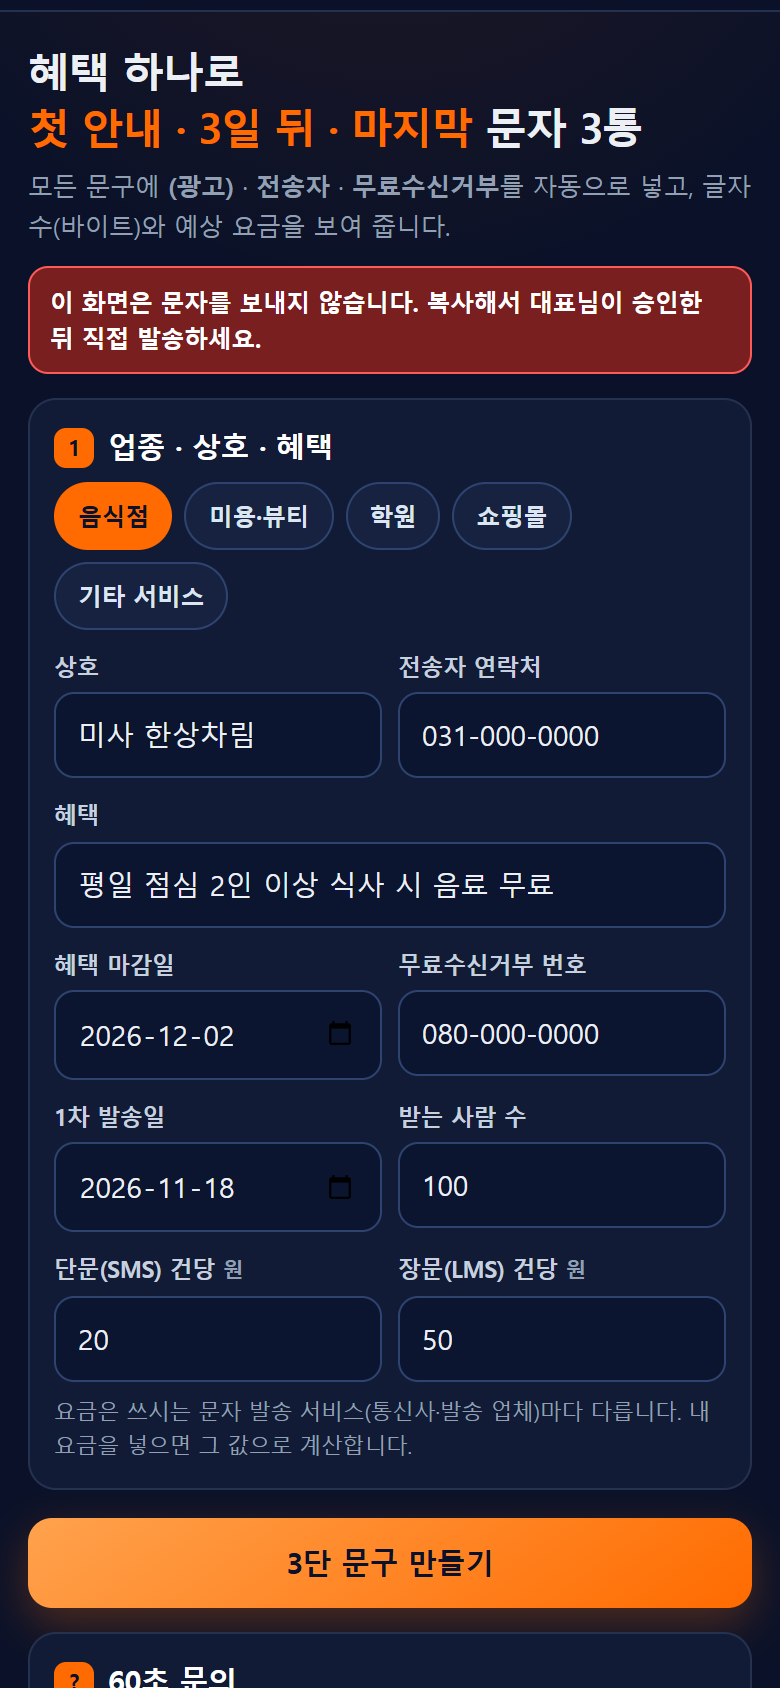 혜택 하나로
첫 안내 · 3일 뒤 · 마지막 문자 3통
모든 문구에 (광고) · 전송자 · 무료수신거부를 자동으로 넣고, 글자
수(바이트)와 예상 요금을 보여 줍니다.
이 화면은 문자를 보내지 않습니다. 복사해서 대표님이 승인한
뒤 직접 발송하세요.
1 업종 · 상호 · 혜택
음식점 미용·뷰티 학원 쇼핑몰
기타 서비스
상호 전송자 연락처
미사 한상차림 031-000-0000
혜택
평일 점심 2인 이상 식사 시 음료 무료
혜택 마감일 무료수신거부 번호
2026-12-02 080-000-0000
1차 발송일 받는 사람 수
2026-11-18 100
단문(SMS) 건당 원 장문(LMS) 건당 원
20 50
요금은 쓰시는 문자 발송 서비스(통신사·발송 업체)마다 다릅니다. 내
요금을 넣으면 그 값으로 계산합니다.
3단 문구 만들기
? 60초 문의